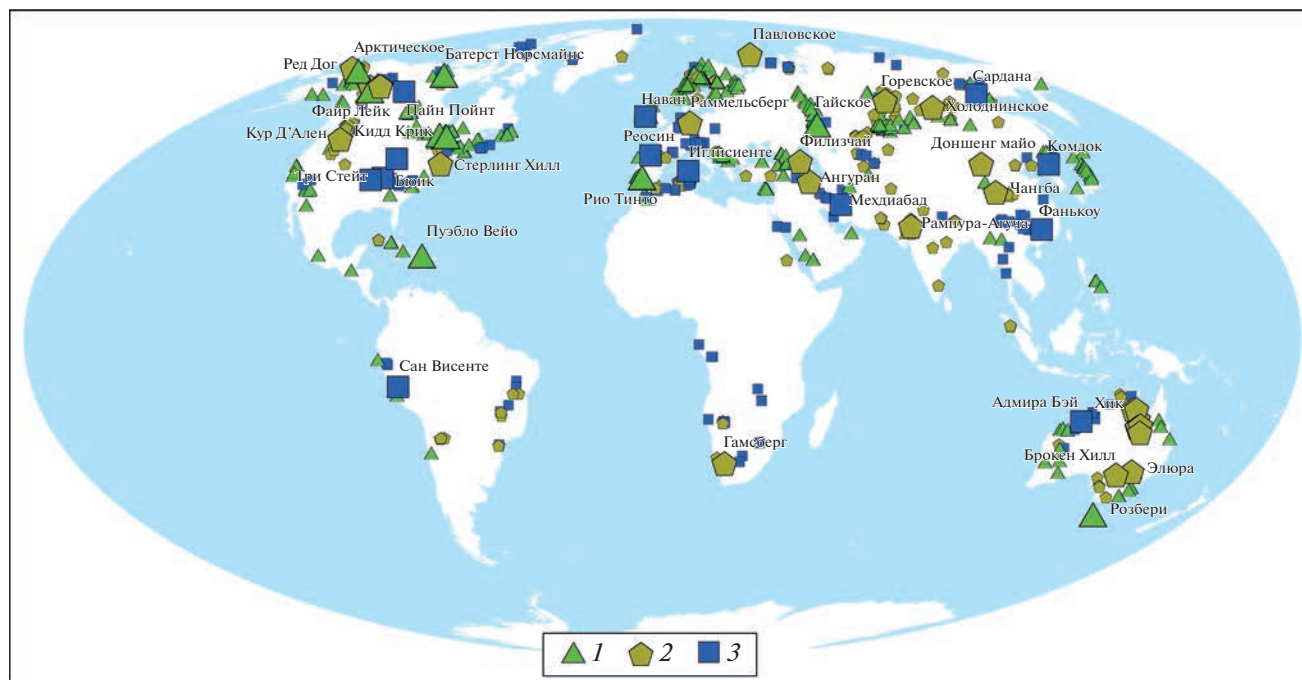 Павловское
Арктическое
Ред Дог
Батерст Норсмайнс
Горевское
Сардана
Файр Лейк
Пайн Пойнт
Наван
Раммельсберг
Гайское
Холоднинское
Кур Д'Ален
Кидд Крик
Реосин
Филизчай
Доншенг майо
Комдок
Стерлинг Хилл
Иглисиенте
Три Стейт
Бюик
Рио Тинто
Ангуран
Чангба
Мехдиабад
Фанькоу
Рампура-Агуча
Пуэбло Вейо
Сан Висенте
Адмира Бэй
Хик
Гамсберг
Брокен Хилл
Элюра
Розбери
1 2 3